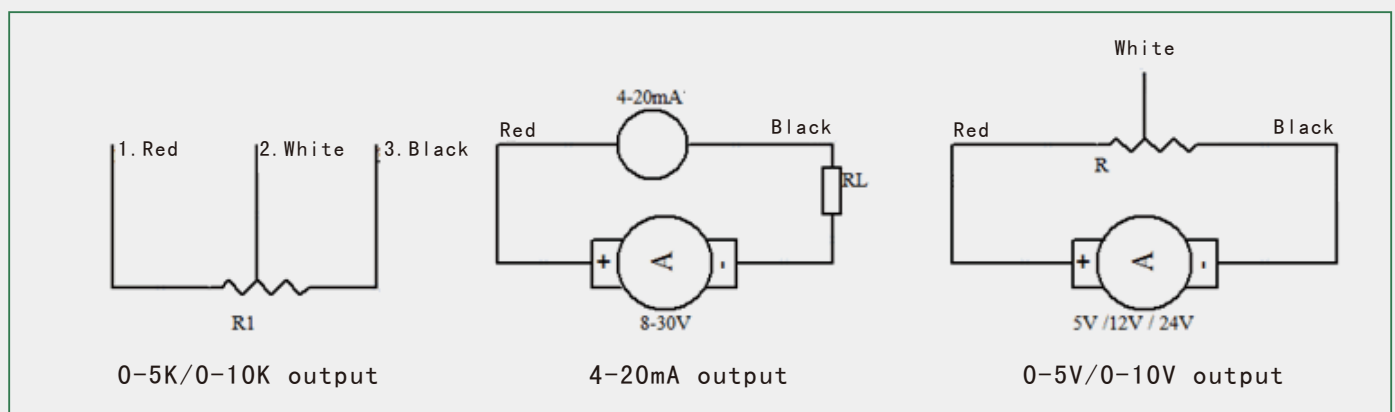 1.Red
2.White
3.Black
R1
0-5K/0-10K output
4-20mA
Red
Black
RL
+
A
-
8-30V
4-20mA output
White
Red
Black
R
+
A
-
5V /12V / 24V
0-5V/0-10V output